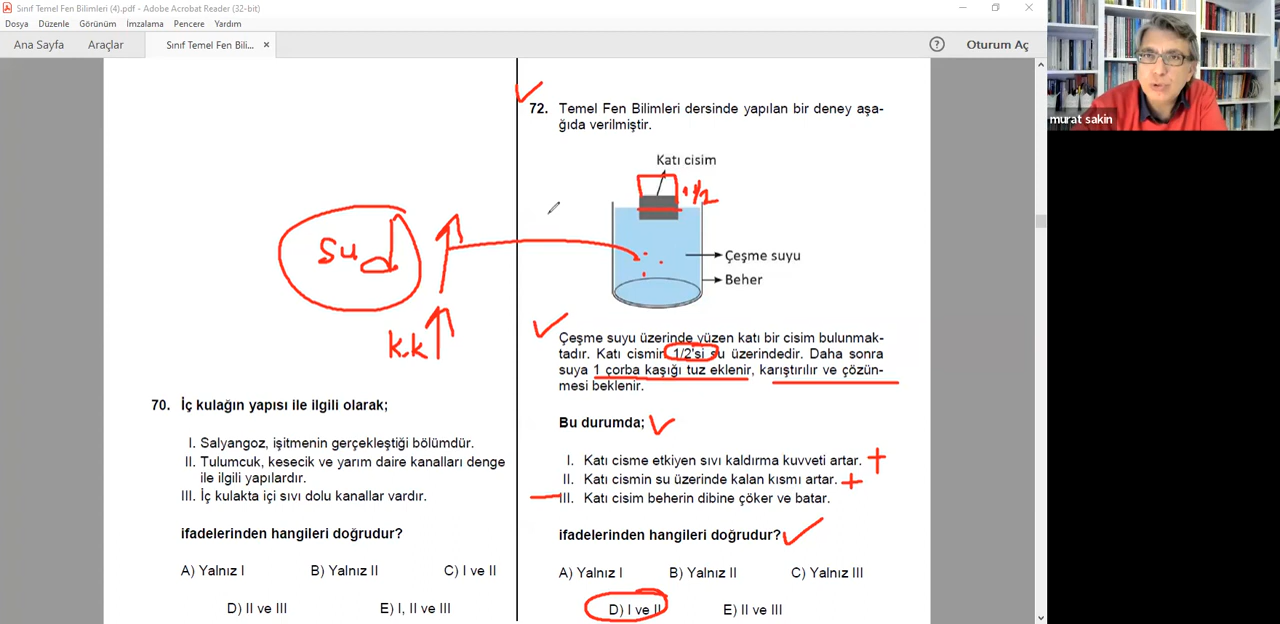 Sınıf Temel Fen Bilimleri (4).pdf - Adobe Acrobat Reader (32-bit)
Dosya Düzenle Görünüm İmzalama Pencere Yardım
Ana Sayfa Araçlar Sınıf Temel Fen Bili... × ? Oturum Aç
murat sakin
su d
k.k
70. İç kulağın yapısı ile ilgili olarak;
I. Salyangoz, işitmenin gerçekleştiği bölümdür.
II. Tulumcuk, kesecik ve yarım daire kanalları denge
ile ilgili yapılardır.
III. İç kulakta içi sıvı dolu kanallar vardır.
ifadelerinden hangileri doğrudur?
A) Yalnız I B) Yalnız II C) I ve II
D) II ve III E) I, II ve III
72. Temel Fen Bilimleri dersinde yapılan bir deney aşa-
ğıda verilmiştir.
Katı cisim
1/2
Çeşme suyu
Beher
Çeşme suyu üzerinde yüzen katı bir cisim bulunmak-
tadır. Katı cismin 1/2'si su üzerindedir. Daha sonra
suya 1 çorba kaşığı tuz eklenir, karıştırılır ve çözün-
mesi beklenir.
Bu durumda;
I. Katı cisme etkiyen sıvı kaldırma kuvveti artar. +
II. Katı cismin su üzerinde kalan kısmı artar. +
III. Katı cisim beherin dibine çöker ve batar.
ifadelerinden hangileri doğrudur?
A) Yalnız I B) Yalnız II C) Yalnız III
D) I ve II E) II ve III